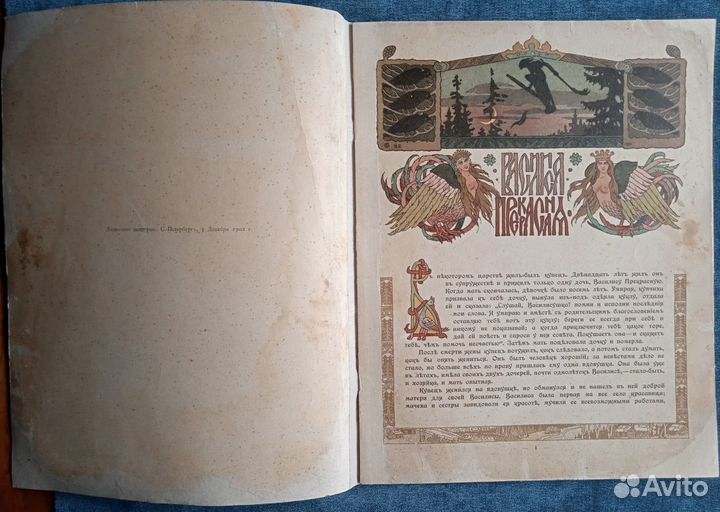 Дозволено цензурою. С.-Петербургъ, 3 Декабря 1902 г.
ВАСИЛИСА
ПРЕКРАСНАЯ
Въ нѣкоторомъ царствѣ жилъ-былъ купецъ. Двѣнадцать лѣтъ жилъ онъ
въ супружествѣ и прижилъ только одну дочь, Василису Прекрасную.
Когда мать скончалась, дѣвочкѣ было восемь лѣтъ. Умирая, купчиха
призвала къ себѣ дочку, вынула изъ-подъ одѣяла куклу, отдала
ей и сказала: „Слушай, Василисушка! помни и исполни послѣднія
мои слова. Я умираю и вмѣстѣ съ родительскимъ благословеніемъ
оставляю тебѣ вотъ эту куклу; береги ее всегда при себѣ и
никому не показывай; а когда приключится тебѣ какое горе,
дай ей поѣсть и спроси у нея совѣта. Покушаетъ она—и скажетъ
тебѣ, чѣмъ помочь несчастью“. Затѣмъ мать поцѣловала дочку и померла.
Послѣ смерти жены купецъ потужилъ, какъ слѣдовало, а потомъ сталъ думать,
какъ бы опять жениться. Онъ былъ человѣкъ хорошій; за невѣстами дѣло не
стало, но больше всѣхъ по нраву пришлась ему одна вдовушка. Она была уже
въ лѣтахъ, имѣла своихъ двухъ дочерей, почти однолѣтокъ Василисѣ,—стало-быть,
и хозяйка, и мать опытная.
Купецъ женился на вдовушкѣ, но обманулся и не нашелъ въ ней доброй
матери для своей Василисы. Василиса была первая на все село красавица;
мачеха и сестры завидовали ея красотѣ, мучили ее всевозможными работами,
1
Avito